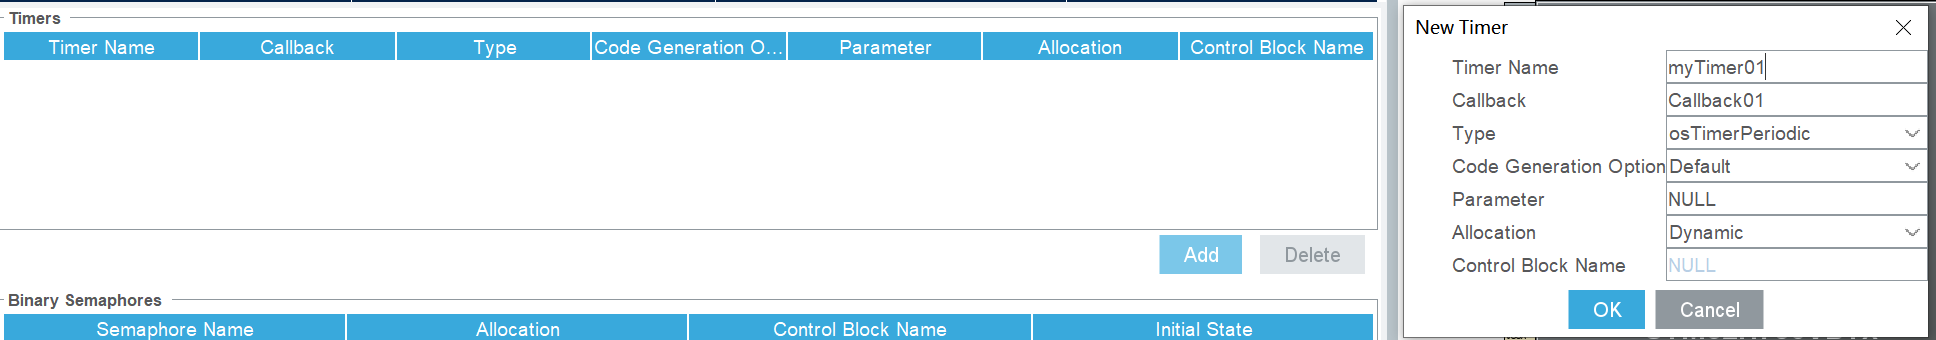 Timers
Timer Name Callback Type Code Generation O... Parameter Allocation Control Block Name
Add Delete
Binary Semaphores
Semaphore Name Allocation Control Block Name Initial State
New Timer
Timer Name myTimer01
Callback Callback01
Type osTimerPeriodic
Code Generation Option Default
Parameter NULL
Allocation Dynamic
Control Block Name NULL
OK Cancel